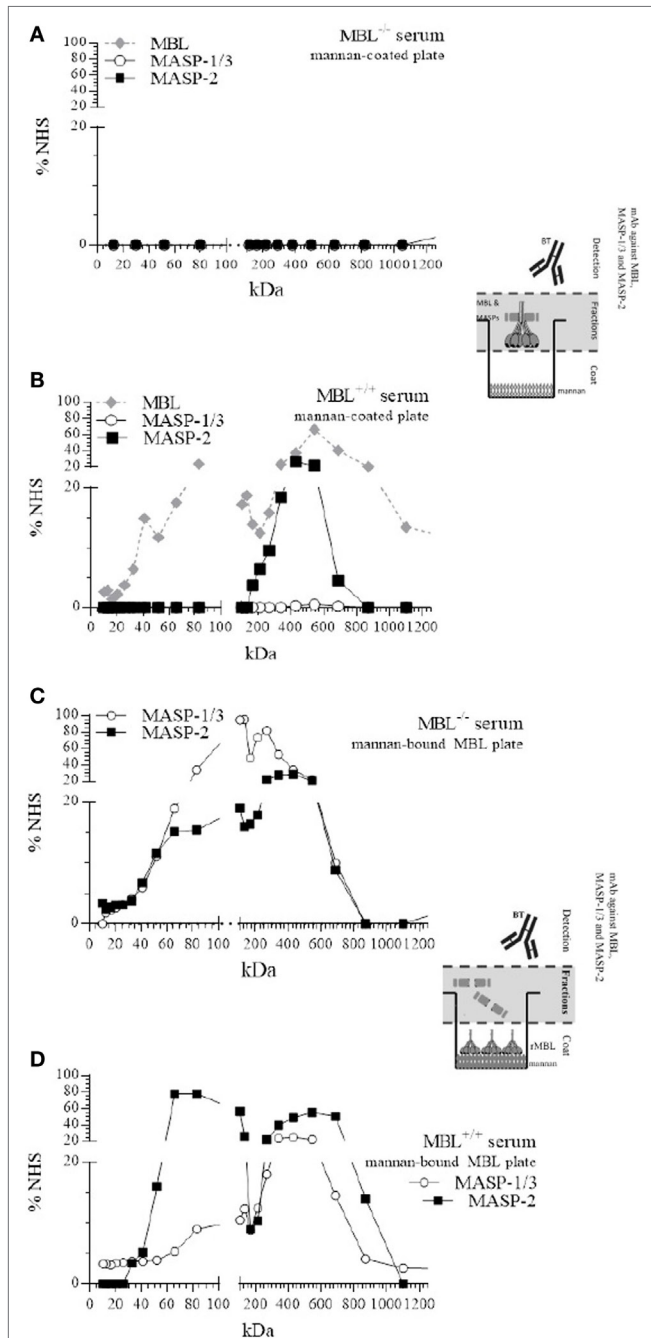 A
MBL
MASP-1/3
MASP-2
MBL-/- serum
mannan-coated plate
% NHS
100
80
60
40
20
20
0
0 20 40 60 80 100 200 400 600 800 1000 1200
kDa
mAb against MBL,
MASP-1/3 and MASP-2
BT
Detection
MBL &
MASPs
Fractions
Coat
mannan
B
MBL
MASP-1/3
MASP-2
MBL+/+ serum
mannan-coated plate
% NHS
100
80
60
40
20
20
0
0 20 40 60 80 100 200 400 600 800 1000 1200
kDa
C
MASP-1/3
MASP-2
MBL-/- serum
mannan-bound MBL plate
% NHS
100
80
60
40
20
20
0
0 20 40 60 80 100 200 400 600 800 1000 1200
kDa
mAb against MBL,
MASP-1/3 and MASP-2
BT
Detection
Fractions
Coat
rMBL
mannan
D
MBL+/+ serum
mannan-bound MBL plate
MASP-1/3
MASP-2
% NHS
100
80
60
40
20
20
0
0 20 40 60 80 100 200 400 600 800 1000 1200
kDa